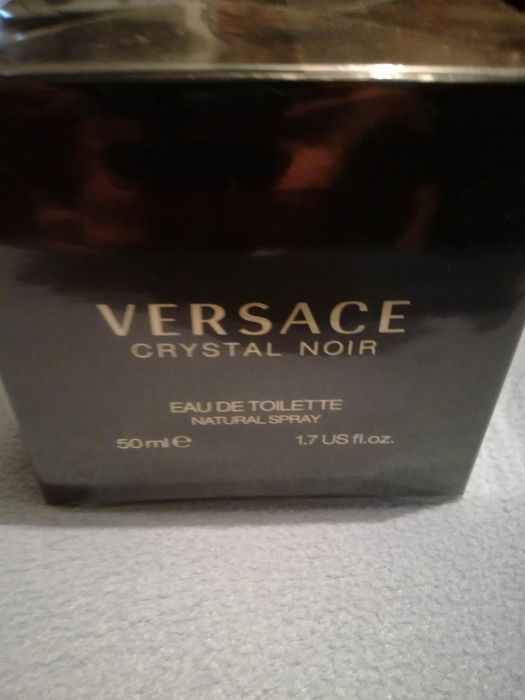 VERSACE
CRYSTAL NOIR
EAU DE TOILETTE
NATURAL SPRAY
50 ml ℮ 1.7 US fl.oz.